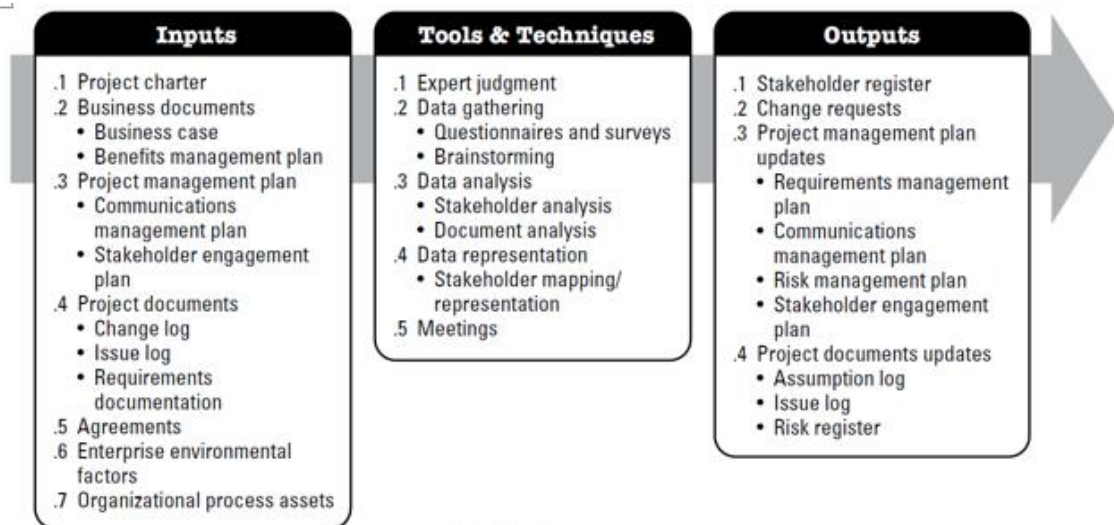 Inputs
.1 Project charter
.2 Business documents
• Business case
• Benefits management plan
.3 Project management plan
• Communications
management plan
• Stakeholder engagement
plan
.4 Project documents
• Change log
• Issue log
• Requirements
documentation
.5 Agreements
.6 Enterprise environmental
factors
.7 Organizational process assets
Tools & Techniques
.1 Expert judgment
.2 Data gathering
• Questionnaires and surveys
• Brainstorming
.3 Data analysis
• Stakeholder analysis
• Document analysis
.4 Data representation
• Stakeholder mapping/
representation
.5 Meetings
Outputs
.1 Stakeholder register
.2 Change requests
.3 Project management plan
updates
• Requirements management
plan
• Communications
management plan
• Risk management plan
• Stakeholder engagement
plan
.4 Project documents updates
• Assumption log
• Issue log
• Risk register